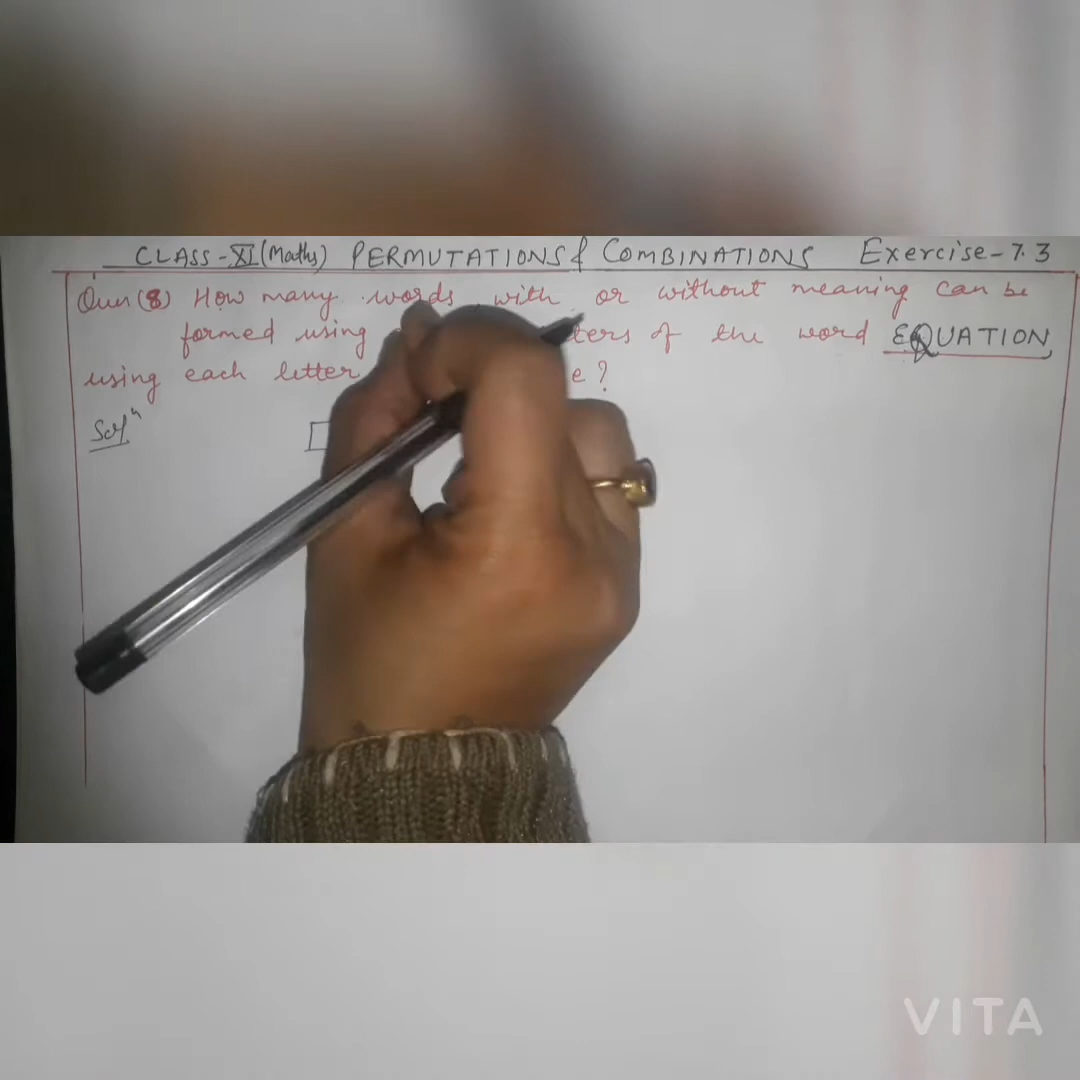 CLASS-XI (Maths) PERMUTATIONS & COMBINATIONS Exercise-7.3
Ques (8) How many words with or without meaning can be
formed using ters of the word EQUATION
using each letter e?
Solⁿ
VITA